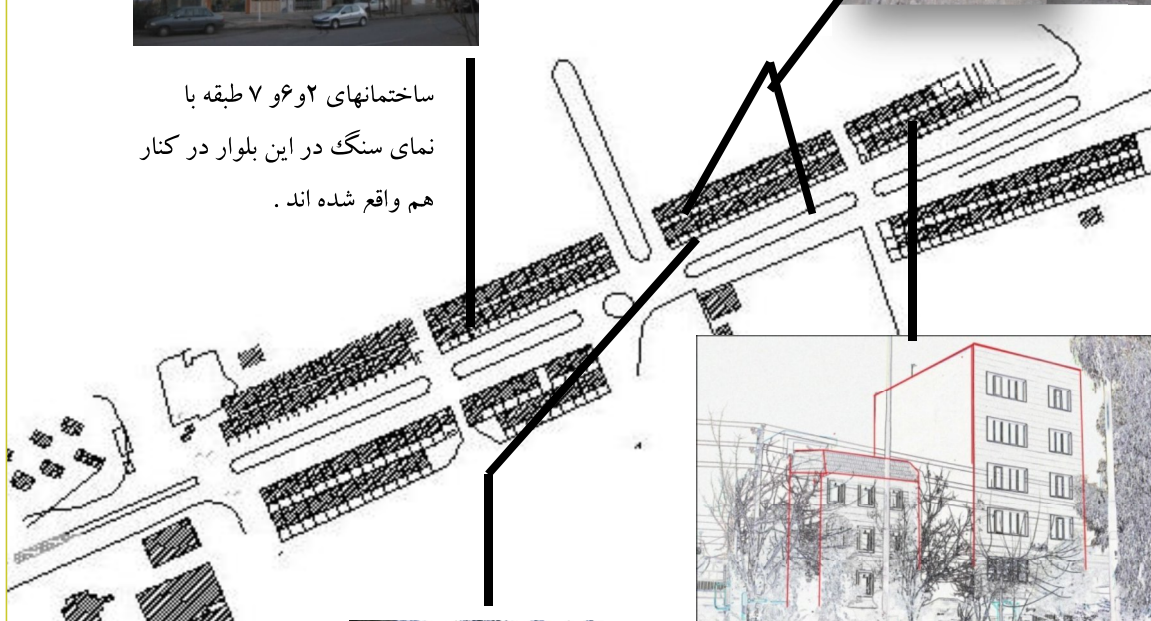 ساختمانهای ۲و۶و ۷ طبقه با
نمای سنگ در این بلوار در کنار
هم واقع شده اند .